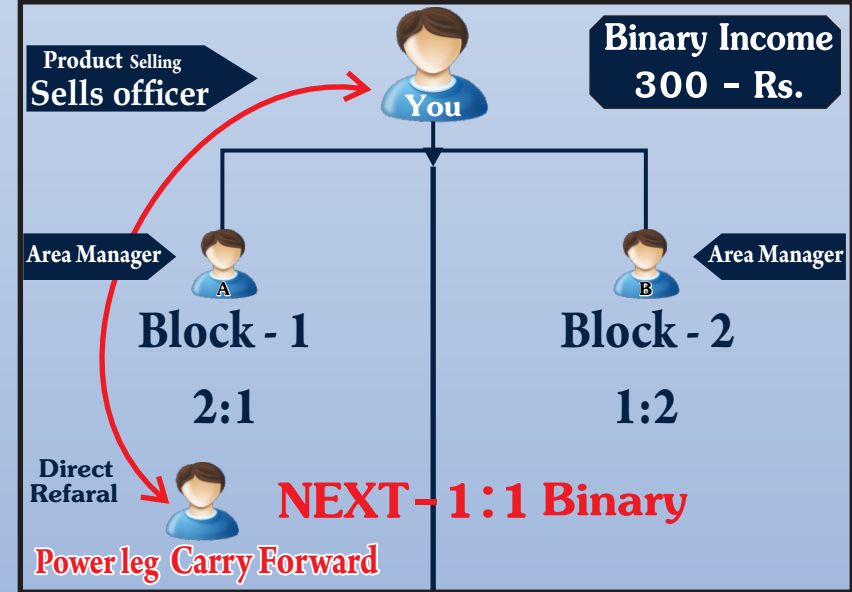 Product Selling
Sells officer
You
Binary Income
300 - Rs.
Area Manager
A
B
Area Manager
Block - 1
Block - 2
2:1
1:2
Direct
Refaral
NEXT - 1:1 Binary
Power leg Carry Forward